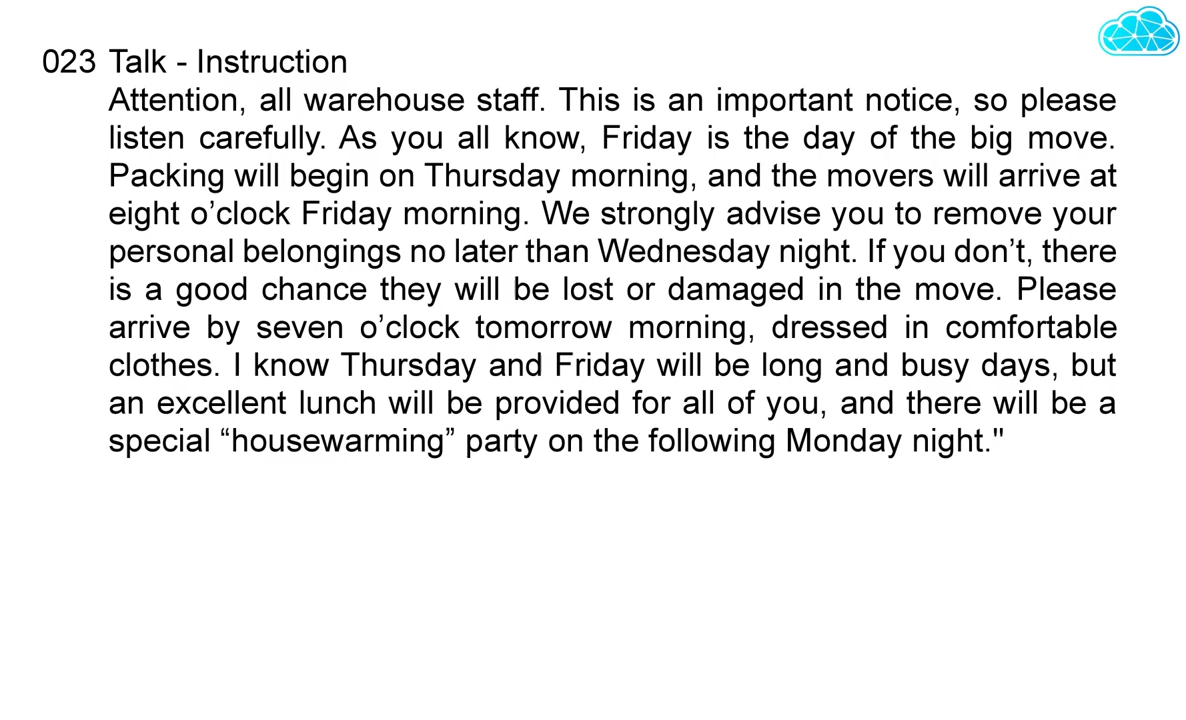 023 Talk - Instruction
Attention, all warehouse staff. This is an important notice, so please
listen carefully. As you all know, Friday is the day of the big move.
Packing will begin on Thursday morning, and the movers will arrive at
eight o’clock Friday morning. We strongly advise you to remove your
personal belongings no later than Wednesday night. If you don’t, there
is a good chance they will be lost or damaged in the move. Please
arrive by seven o’clock tomorrow morning, dressed in comfortable
clothes. I know Thursday and Friday will be long and busy days, but
an excellent lunch will be provided for all of you, and there will be a
special “housewarming” party on the following Monday night."